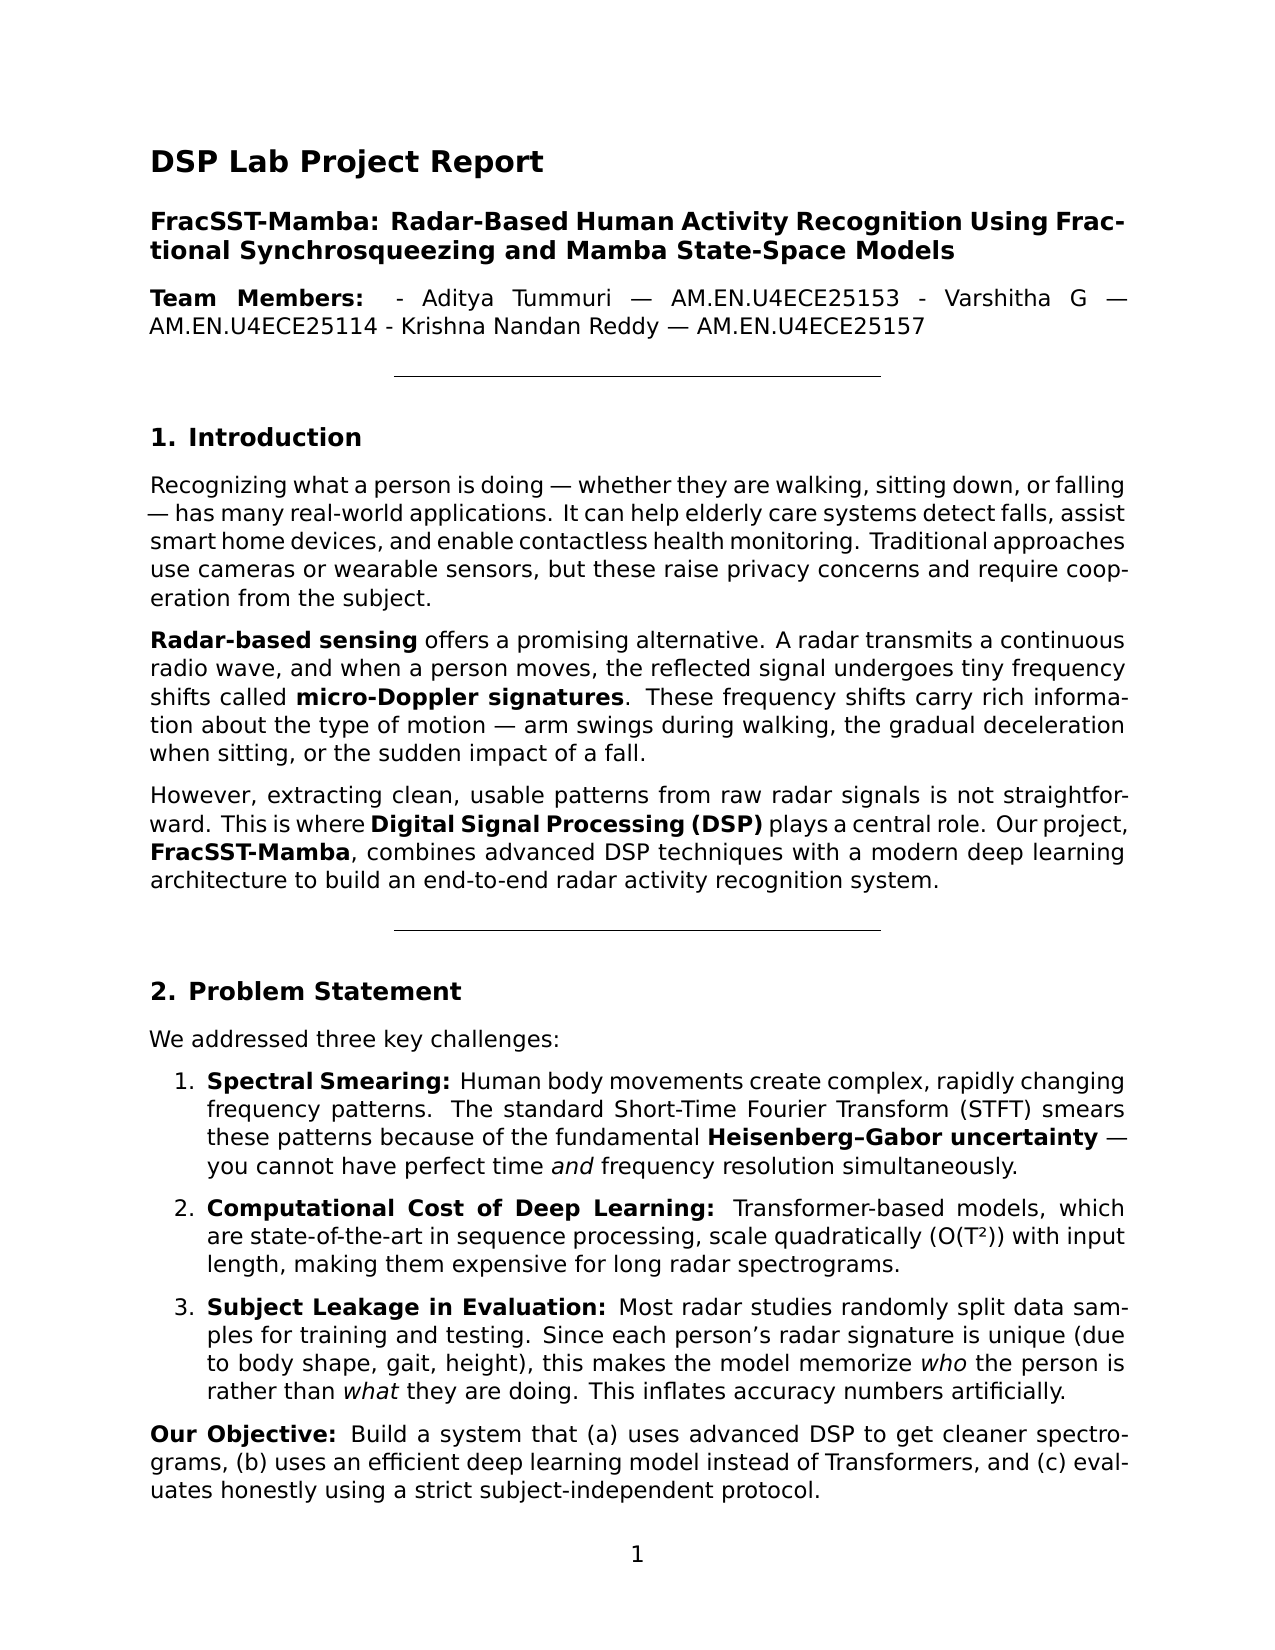 DSP Lab Project Report
FracSST-Mamba: Radar-Based Human Activity Recognition Using Frac-
tional Synchrosqueezing and Mamba State-Space Models
Team Members: - Aditya Tummuri — AM.EN.U4ECE25153 - Varshitha G —
AM.EN.U4ECE25114 - Krishna Nandan Reddy — AM.EN.U4ECE25157
1. Introduction
Recognizing what a person is doing — whether they are walking, sitting down, or falling
— has many real-world applications. It can help elderly care systems detect falls, assist
smart home devices, and enable contactless health monitoring. Traditional approaches
use cameras or wearable sensors, but these raise privacy concerns and require coop-
eration from the subject.
Radar-based sensing offers a promising alternative. A radar transmits a continuous
radio wave, and when a person moves, the reflected signal undergoes tiny frequency
shifts called micro-Doppler signatures. These frequency shifts carry rich informa-
tion about the type of motion — arm swings during walking, the gradual deceleration
when sitting, or the sudden impact of a fall.
However, extracting clean, usable patterns from raw radar signals is not straightfor-
ward. This is where Digital Signal Processing (DSP) plays a central role. Our project,
FracSST-Mamba, combines advanced DSP techniques with a modern deep learning
architecture to build an end-to-end radar activity recognition system.
2. Problem Statement
We addressed three key challenges:
1. Spectral Smearing: Human body movements create complex, rapidly changing
frequency patterns. The standard Short-Time Fourier Transform (STFT) smears
these patterns because of the fundamental Heisenberg–Gabor uncertainty —
you cannot have perfect time and frequency resolution simultaneously.
2. Computational Cost of Deep Learning: Transformer-based models, which
are state-of-the-art in sequence processing, scale quadratically (O(T²)) with input
length, making them expensive for long radar spectrograms.
3. Subject Leakage in Evaluation: Most radar studies randomly split data sam-
ples for training and testing. Since each person’s radar signature is unique (due
to body shape, gait, height), this makes the model memorize who the person is
rather than what they are doing. This inflates accuracy numbers artificially.
Our Objective: Build a system that (a) uses advanced DSP to get cleaner spectro-
grams, (b) uses an efficient deep learning model instead of Transformers, and (c) eval-
uates honestly using a strict subject-independent protocol.
1